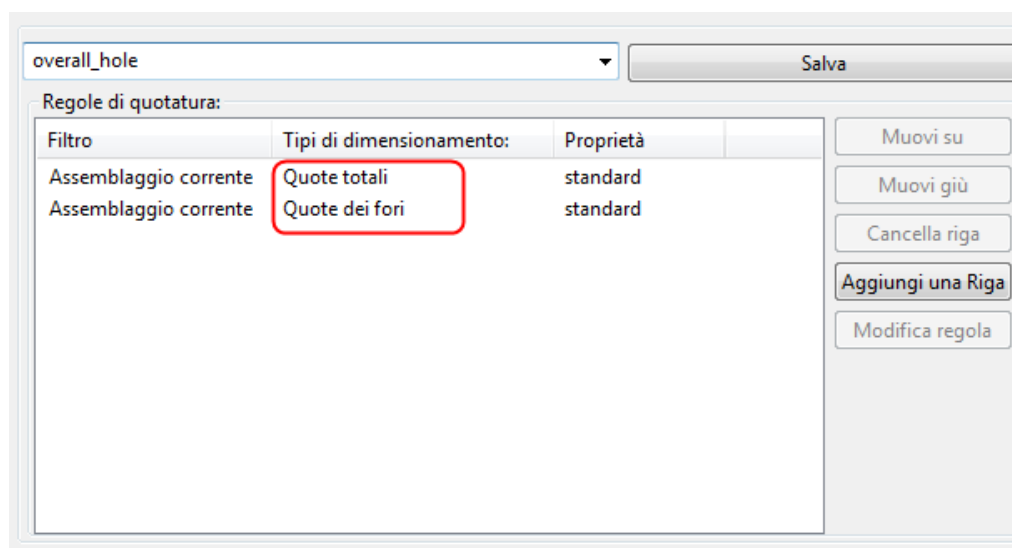 overall_hole
Salva
Regole di quotatura:
Filtro Tipi di dimensionamento: Proprietà
Assemblaggio corrente Quote totali standard
Assemblaggio corrente Quote dei fori standard
Muovi su
Muovi giù
Cancella riga
Aggiungi una Riga
Modifica regola